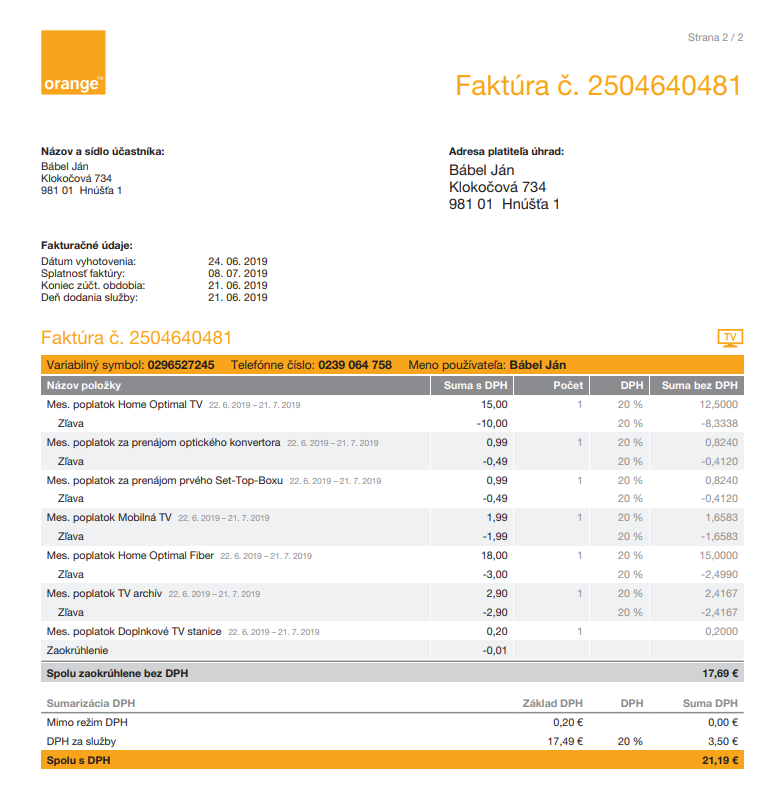 Strana 2 / 2
orange™
Faktúra č. 2504640481
Názov a sídlo účastníka:
Bábel Ján
Klokočová 734
981 01 Hnúšťa 1
Adresa platiteľa úhrad:
Bábel Ján
Klokočová 734
981 01 Hnúšťa 1
Fakturačné údaje:
Dátum vyhotovenia: 24. 06. 2019
Splatnosť faktúry: 08. 07. 2019
Koniec zúčt. obdobia: 21. 06. 2019
Deň dodania služby: 21. 06. 2019
Faktúra č. 2504640481 TV
Variabilný symbol: 0296527245 Telefónne číslo: 0239 064 758 Meno používateľa: Bábel Ján
Názov položky Suma s DPH Počet DPH Suma bez DPH
Mes. poplatok Home Optimal TV 22. 6. 2019 – 21. 7. 2019 15,00 1 20 % 12,5000
Zľava -10,00 20 % -8,3338
Mes. poplatok za prenájom optického konvertora 22. 6. 2019 – 21. 7. 2019 0,99 1 20 % 0,8240
Zľava -0,49 20 % -0,4120
Mes. poplatok za prenájom prvého Set-Top-Boxu 22. 6. 2019 – 21. 7. 2019 0,99 1 20 % 0,8240
Zľava -0,49 20 % -0,4120
Mes. poplatok Mobilná TV 22. 6. 2019 – 21. 7. 2019 1,99 1 20 % 1,6583
Zľava -1,99 20 % -1,6583
Mes. poplatok Home Optimal Fiber 22. 6. 2019 – 21. 7. 2019 18,00 1 20 % 15,0000
Zľava -3,00 20 % -2,4990
Mes. poplatok TV archív 22. 6. 2019 – 21. 7. 2019 2,90 1 20 % 2,4167
Zľava -2,90 20 % -2,4167
Mes. poplatok Doplnkové TV stanice 22. 6. 2019 – 21. 7. 2019 0,20 1 0,2000
Zaokrúhlenie -0,01
Spolu zaokrúhlene bez DPH 17,69 €
Sumarizácia DPH Základ DPH DPH Suma DPH
Mimo režim DPH 0,20 € 0,00 €
DPH za služby 17,49 € 20 % 3,50 €
Spolu s DPH 21,19 €